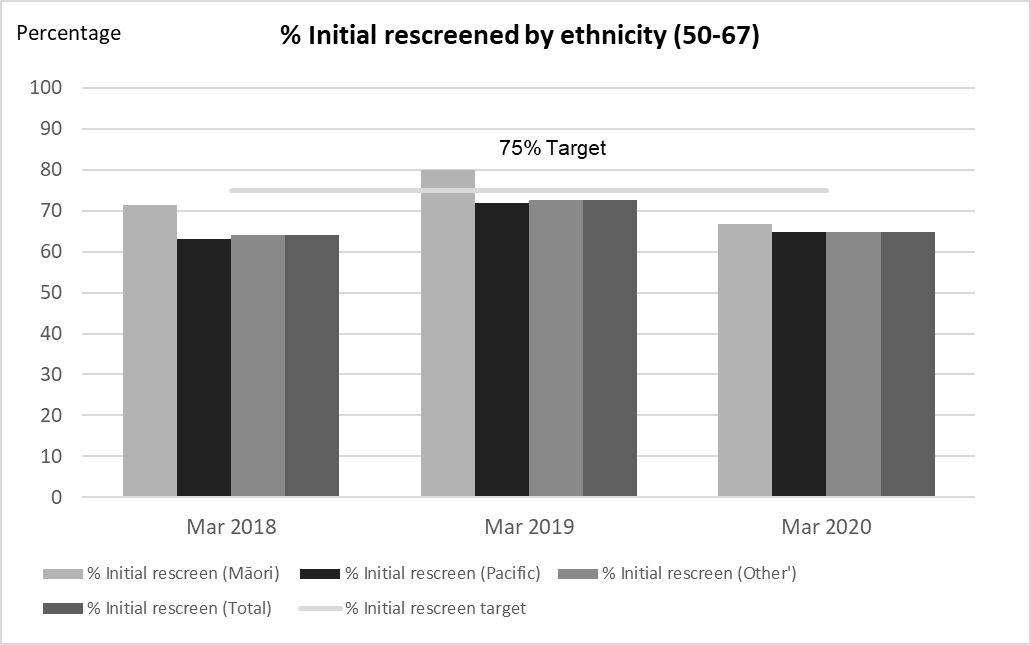 Percentage
% Initial rescreened by ethnicity (50-67)
100
90
75% Target
80
70
60
50
40
30
20
10
0
Mar 2018 Mar 2019 Mar 2020
% Initial rescreen (Māori) % Initial rescreen (Pacific) % Initial rescreen (Other')
% Initial rescreen (Total) % Initial rescreen target